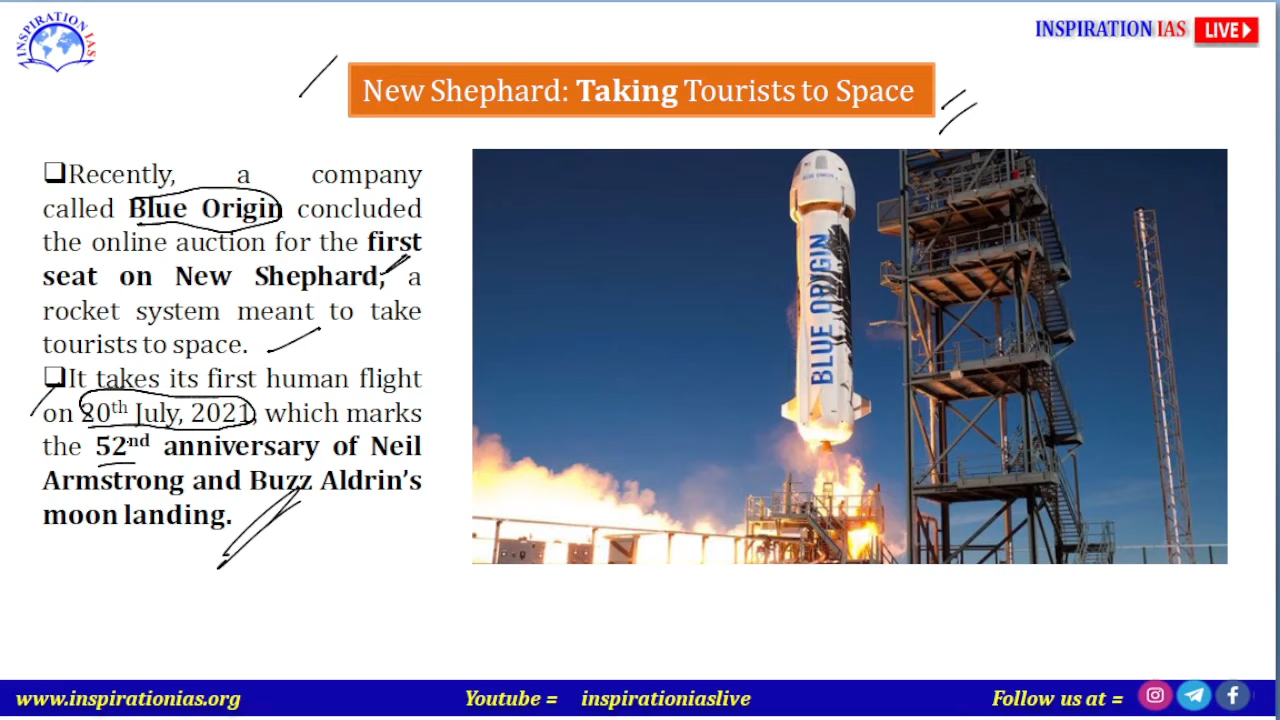 INSPIRATION IAS
INSPIRATION IAS LIVE
New Shephard: Taking Tourists to Space
❑Recently, a company
called Blue Origin concluded
the online auction for the first
seat on New Shephard, a
rocket system meant to take
tourists to space.
❑It takes its first human flight
on 20th July, 2021, which marks
the 52nd anniversary of Neil
Armstrong and Buzz Aldrin’s
moon landing.
BLUE ORIGIN
BLUE ORIGIN
www.inspirationias.org
Youtube = inspirationiaslive
Follow us at =